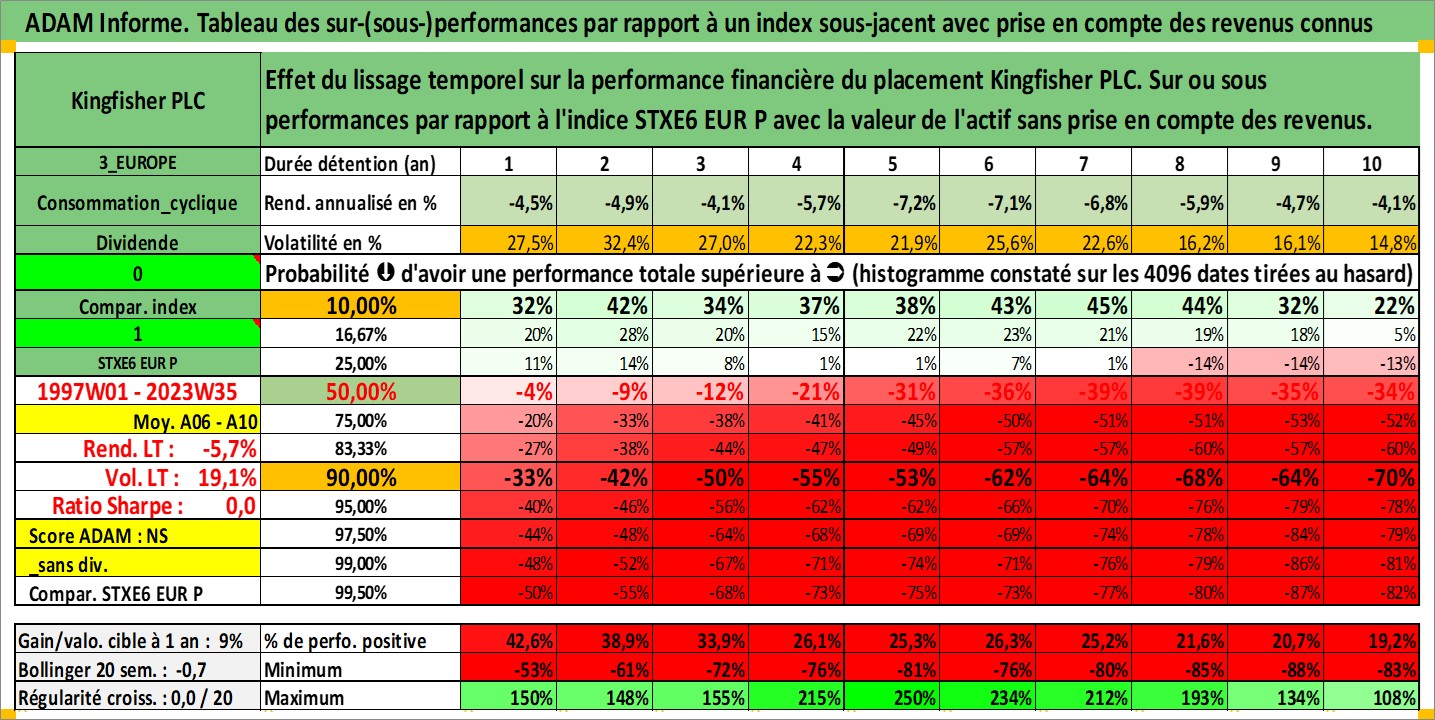 ADAM Informe. Tableau des sur-(sous-)performances par rapport à un index sous-jacent avec prise en compte des revenus connus
Kingfisher PLC
Effet du lissage temporel sur la performance financière du placement Kingfisher PLC. Sur ou sous
performances par rapport à l'indice STXE6 EUR P avec la valeur de l'actif sans prise en compte des revenus.
3_EUROPE Durée détention (an) 1 2 3 4 5 6 7 8 9 10
Consommation_cyclique Rend. annualisé en % -4,5% -4,9% -4,1% -5,7% -7,2% -7,1% -6,8% -5,9% -4,7% -4,1%
Dividende Volatilité en % 27,5% 32,4% 27,0% 22,3% 21,9% 25,6% 22,6% 16,2% 16,1% 14,8%
0 Probabilité d'avoir une performance totale supérieure à (histogramme constaté sur les 4096 dates tirées au hasard)
Compar. index 10,00% 32% 42% 34% 37% 38% 43% 45% 44% 32% 22%
1 16,67% 20% 28% 20% 15% 22% 23% 21% 19% 18% 5%
STXE6 EUR P 25,00% 11% 14% 8% 1% 1% 7% 1% -14% -14% -13%
1997W01 - 2023W35 50,00% -4% -9% -12% -21% -31% -36% -39% -39% -35% -34%
Moy. A06 - A10 75,00% -20% -33% -38% -41% -45% -50% -51% -51% -53% -52%
Rend. LT : -5,7% 83,33% -27% -38% -44% -47% -49% -57% -57% -60% -57% -60%
Vol. LT : 19,1% 90,00% -33% -42% -50% -55% -53% -62% -64% -68% -64% -70%
Ratio Sharpe : 0,0 95,00% -40% -46% -56% -62% -62% -66% -70% -76% -79% -78%
Score ADAM : NS 97,50% -44% -48% -64% -68% -69% -69% -74% -78% -84% -79%
_sans div. 99,00% -48% -52% -67% -71% -74% -71% -76% -79% -86% -81%
Compar. STXE6 EUR P 99,50% -50% -55% -68% -73% -75% -73% -77% -80% -87% -82%
Gain/valo. cible à 1 an : 9% % de perfo. positive 42,6% 38,9% 33,9% 26,1% 25,3% 26,3% 25,2% 21,6% 20,7% 19,2%
Bollinger 20 sem. : -0,7 Minimum -53% -61% -72% -76% -81% -76% -80% -85% -88% -83%
Régularité croiss. : 0,0 / 20 Maximum 150% 148% 155% 215% 250% 234% 212% 193% 134% 108%